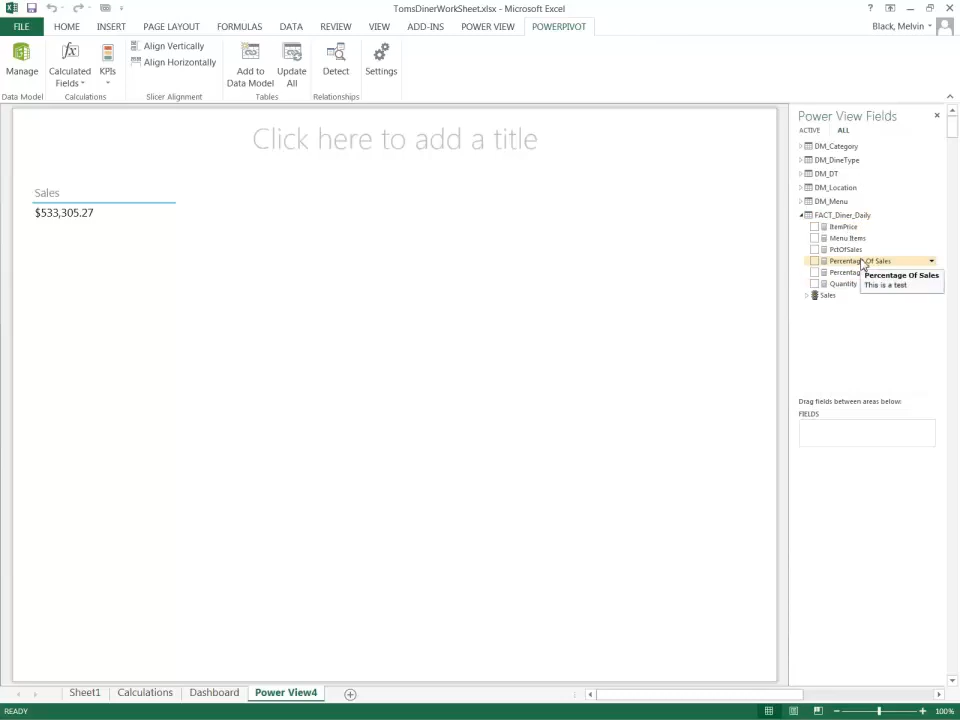 TomsDinerWorkSheet.xlsx - Microsoft Excel
FILE HOME INSERT PAGE LAYOUT FORMULAS DATA REVIEW VIEW ADD-INS POWER VIEW POWERPIVOT Black, Melvin
Manage
Calculated Fields
KPIs
Align Vertically
Align Horizontally
Add to Data Model
Update All
Detect
Settings
Data Model Calculations Slicer Alignment Tables Relationships
Click here to add a title
Sales
$533,305.27
Power View Fields
ACTIVE ALL
DM_Category
DM_DineType
DM_DT
DM_Location
DM_Menu
FACT_Diner_Daily
ItemPrice
Menu Items
PctOfSales
Percentage Of Sales
Percentag
Quantity
Sales
Percentage Of Sales
This is a test
Drag fields between areas below:
FIELDS
Sheet1 Calculations Dashboard Power View4
READY 100%